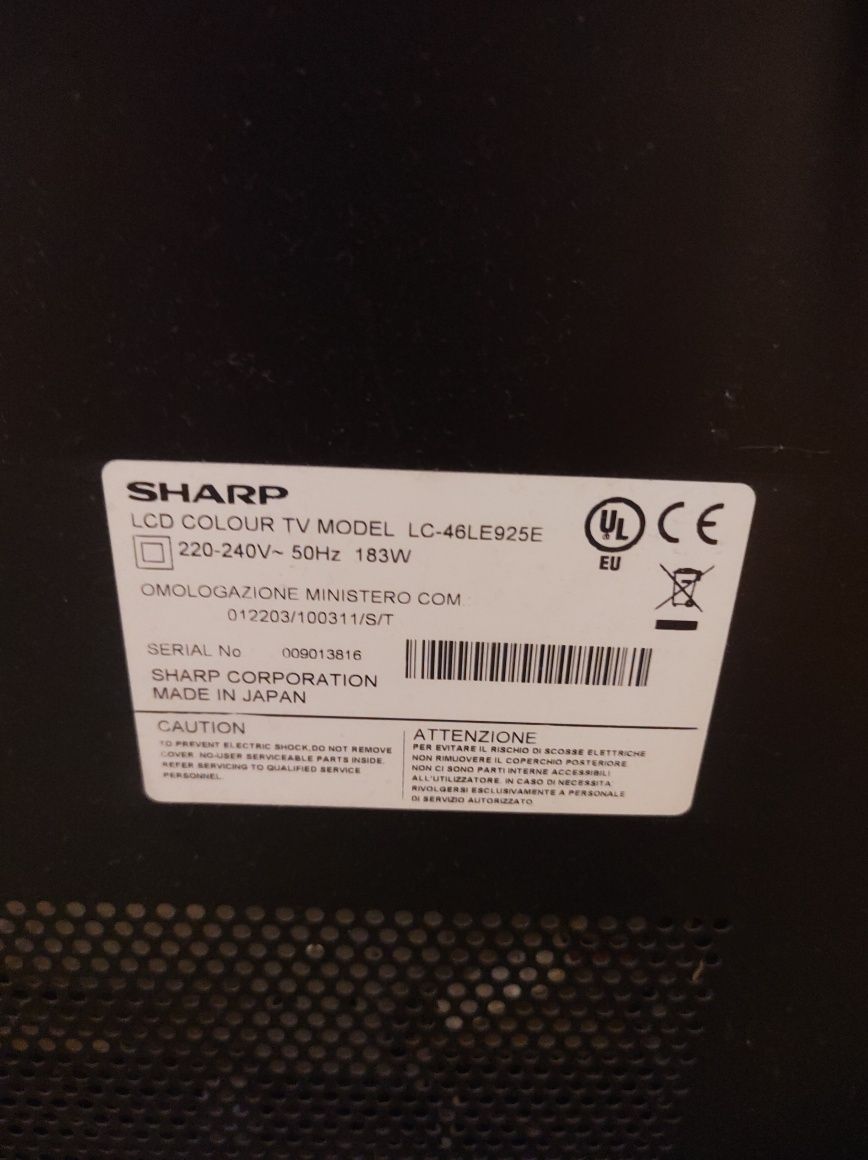 SHARP
LCD COLOUR TV MODEL LC-46LE925E
220-240V~ 50Hz 183W
UL
EU
CE
OMOLOGAZIONE MINISTERO COM.:
012203/100311/S/T
SERIAL No 009013816
SHARP CORPORATION
MADE IN JAPAN
CAUTION
TO PREVENT ELECTRIC SHOCK,DO NOT REMOVE
COVER. NO-USER SERVICEABLE PARTS INSIDE.
REFER SERVICING TO QUALIFIED SERVICE
PERSONNEL.
ATTENZIONE
PER EVITARE IL RISCHIO DI SCOSSE ELETTRICHE
NON RIMUOVERE IL COPERCHIO POSTERIORE.
NON CI SONO PARTI INTERNE ACCESSIBILI
ALL'UTILIZZATORE. IN CASO DI NECESSITA'
RIVOLGERSI ESCLUSIVAMENTE A PERSONALE
DI SERVIZIO AUTORIZZATO.